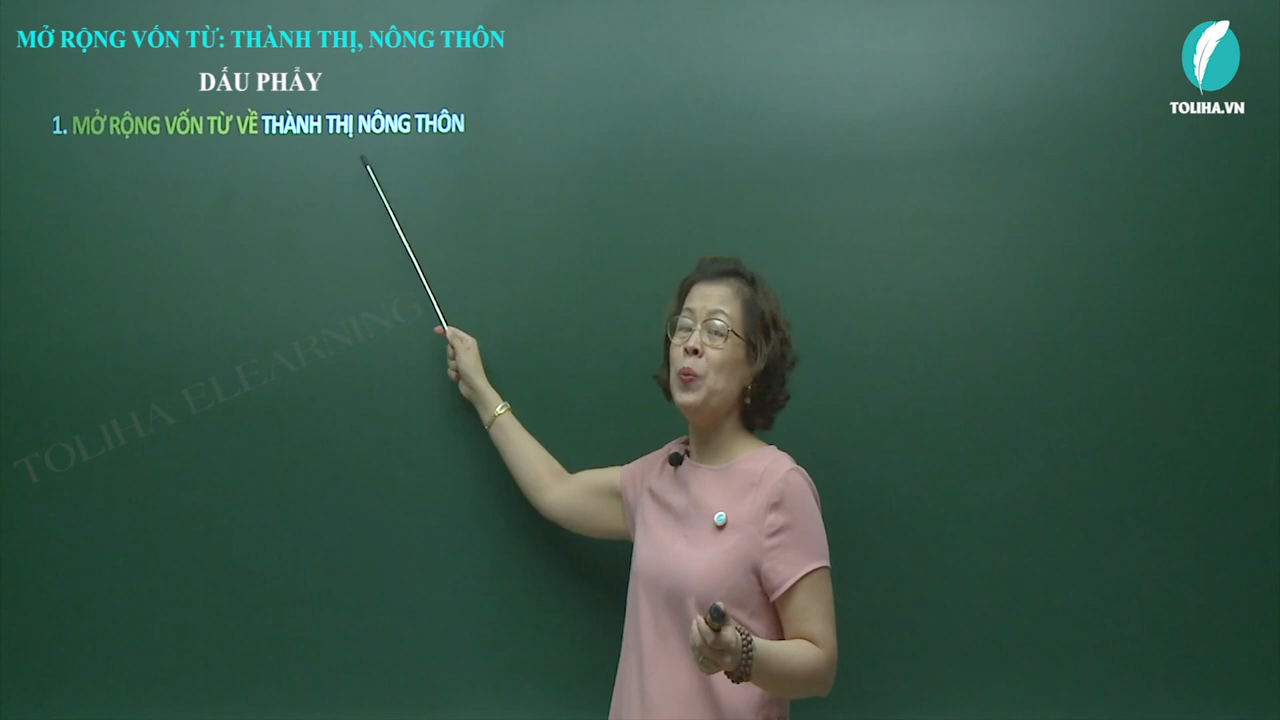 MỞ RỘNG VỐN TỪ: THÀNH THỊ, NÔNG THÔN
DẤU PHẨY
1. MỞ RỘNG VỐN TỪ VỀ THÀNH THỊ NÔNG THÔN
TOLIHA.VN
TOLIHA ELEARNING